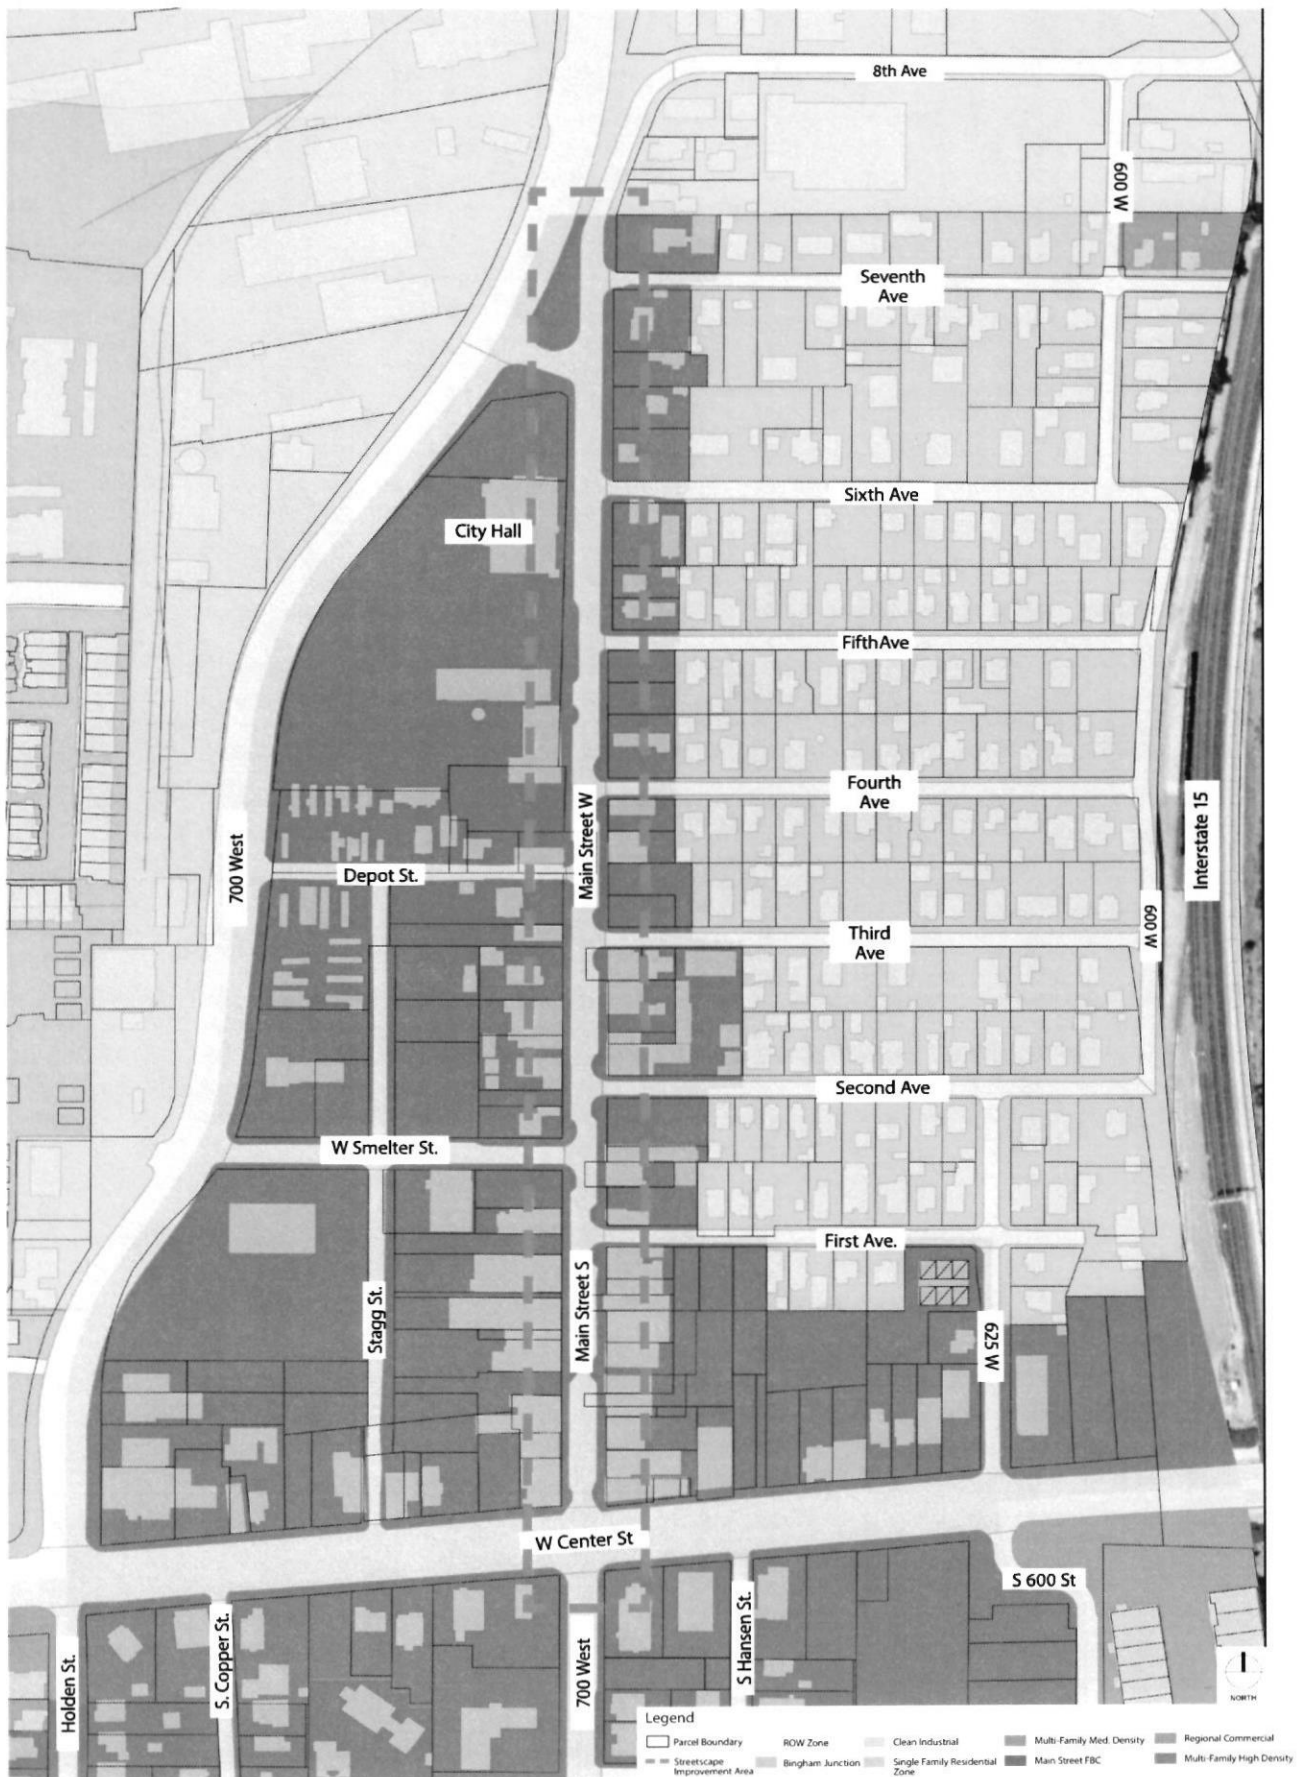 8th Ave
600 W
Seventh
Ave
Sixth Ave
City Hall
FifthAve
Fourth
Ave
Main Street W
Interstate 15
700 West
Depot St.
600 W
Third
Ave
Second Ave
W Smelter St.
First Ave.
Stagg St.
Main Street S
625 W
W Center St
S 600 St
Holden St.
S. Copper St.
700 West
S Hansen St.
NORTH
Legend
Parcel Boundary
ROW Zone
Clean Industrial
Multi-Family Med. Density
Regional Commercial
Streetscape
Improvement Area
Bingham Junction
Single Family Residential
Zone
Main Street FBC
Multi-Family High Density